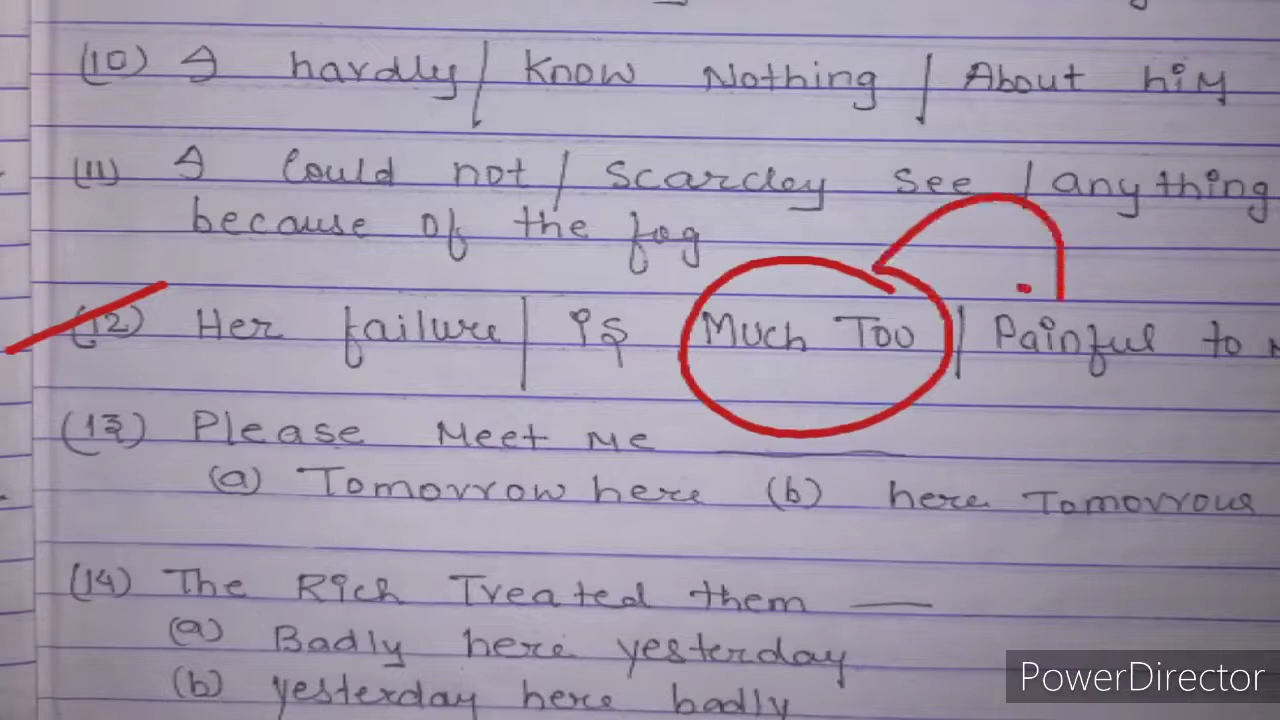 (10) I hardly / know Nothing / About him
(11) I could not / scarcley see / anything
because of the fog
(12) Her failure / is Much Too / Painful to
(13) Please Meet Me ______
(a) Tomorrow here (b) here Tomorrow
(14) The Rich Treated them ___
(a) Badly here yesterday
(b) yesterday here badly
PowerDirector